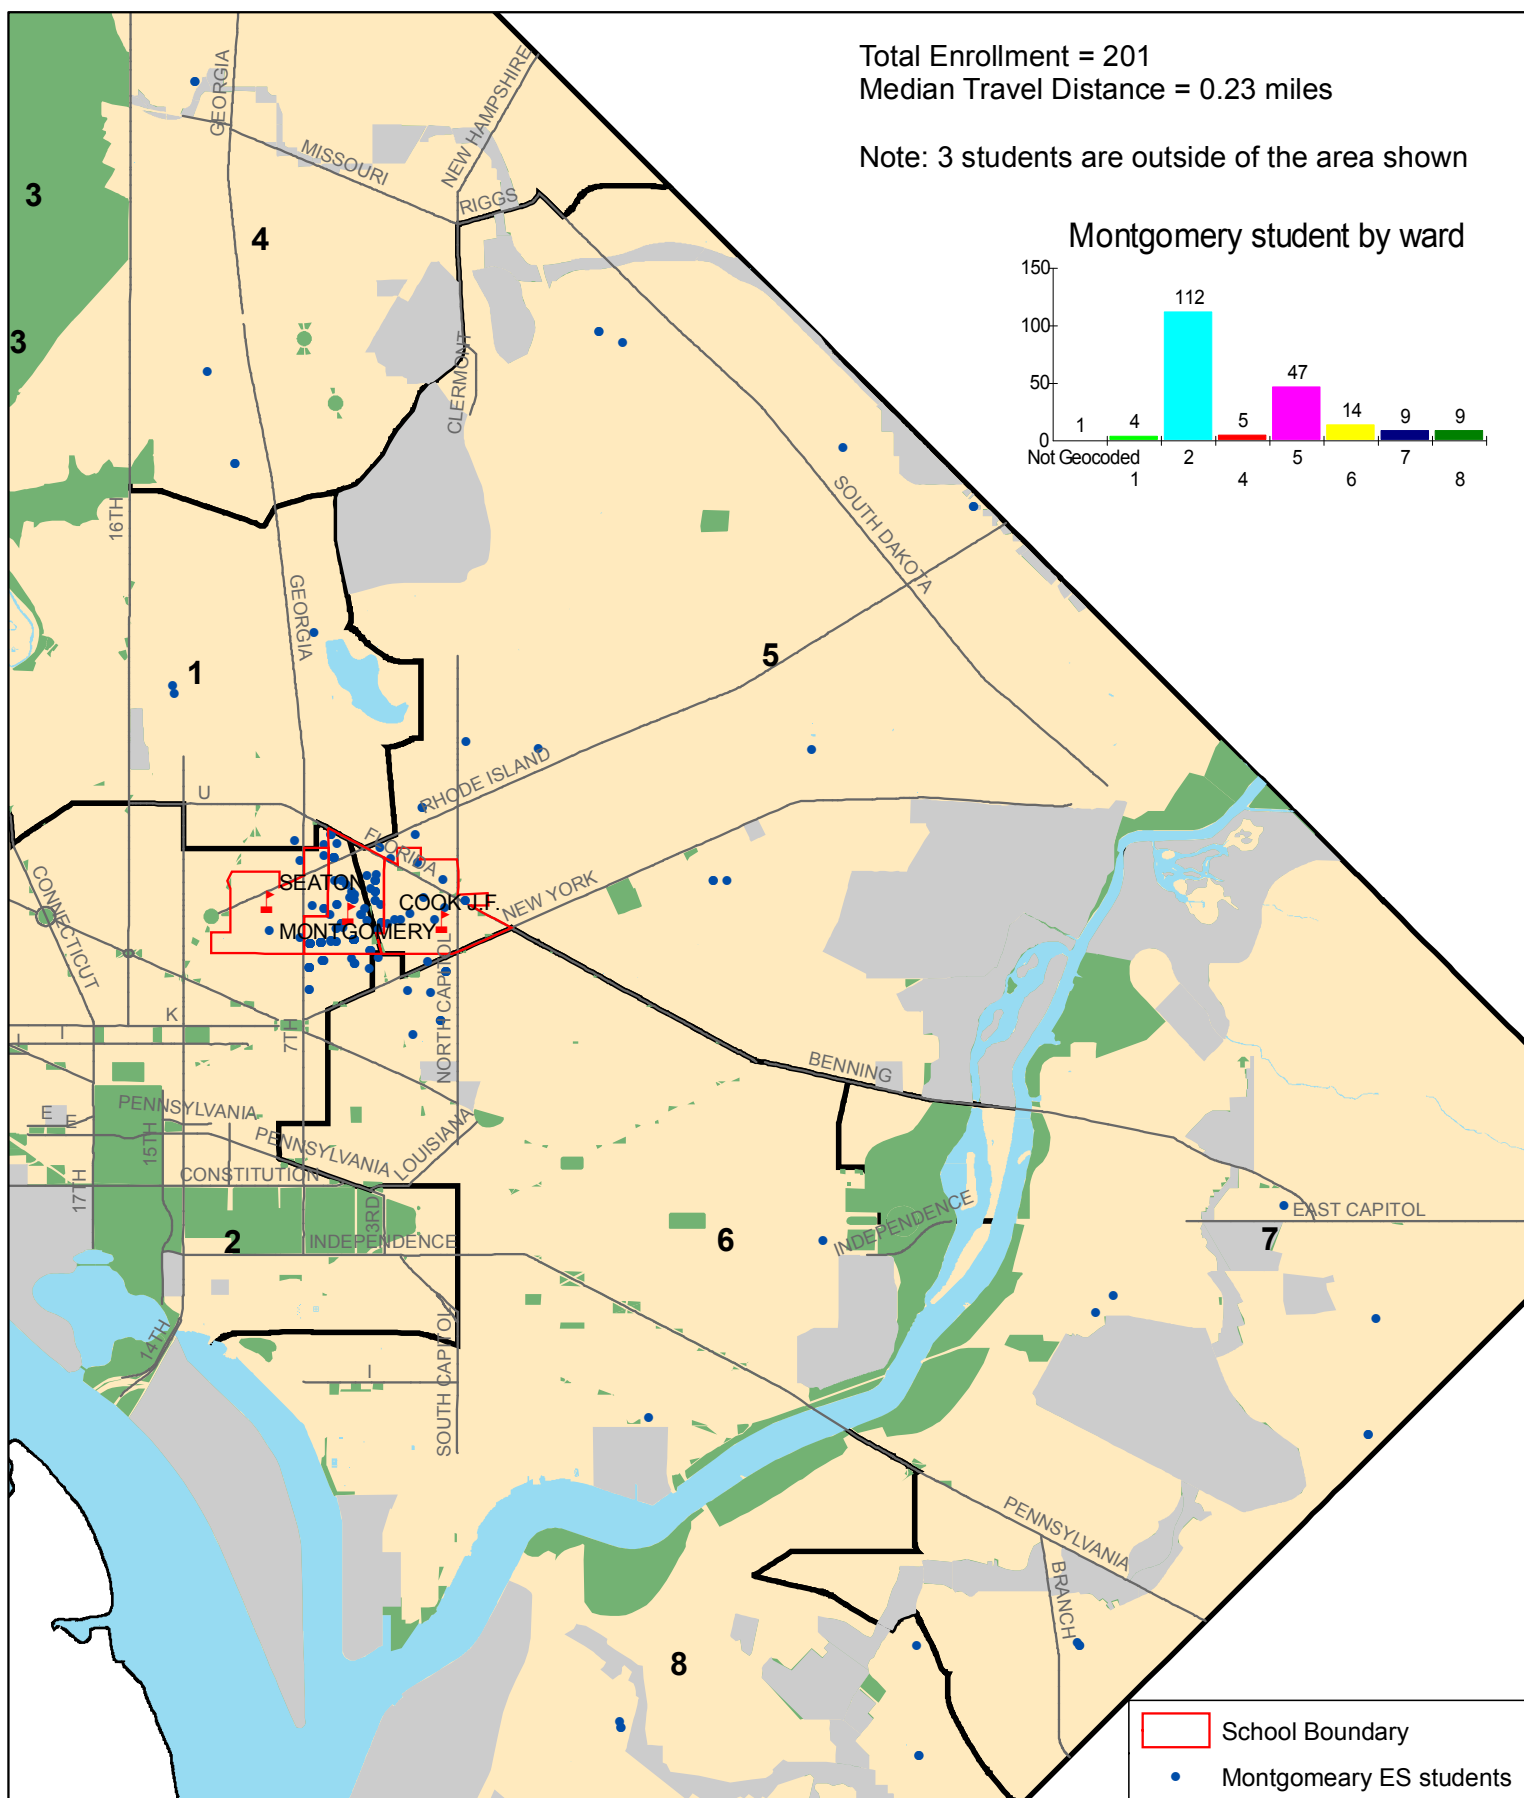 Total Enrollment = 201
Median Travel Distance = 0.23 miles
Note: 3 students are outside of the area shown
Montgomery student by ward
150
100
50
0
1
4
112
5
47
14
9
9
Not Geocoded
2
5
7
1
4
6
8
GEORGIA
NEW HAMPSHIRE
MISSOURI
RIGGS
3
4
3
CLERMONT
16TH
SOUTH DAKOTA
GEORGIA
1
5
RHODE ISLAND
U
FLORIDA
CONNECTICUT
SEATON
COOK J.F.
NEW YORK
MONTGOMERY
NORTH CAPITOL
K
I
I
7TH
BENNING
E
E
PENNSYLVANIA
15TH
PENNSYLVANIA
LOUISIANA
CONSTITUTION
17TH
3RD
2
INDEPENDENCE
6
INDEPENDENCE
EAST CAPITOL
7
14TH
I
SOUTH CAPITOL
PENNSYLVANIA
BRANCH
8
School Boundary
Montgomeary ES students